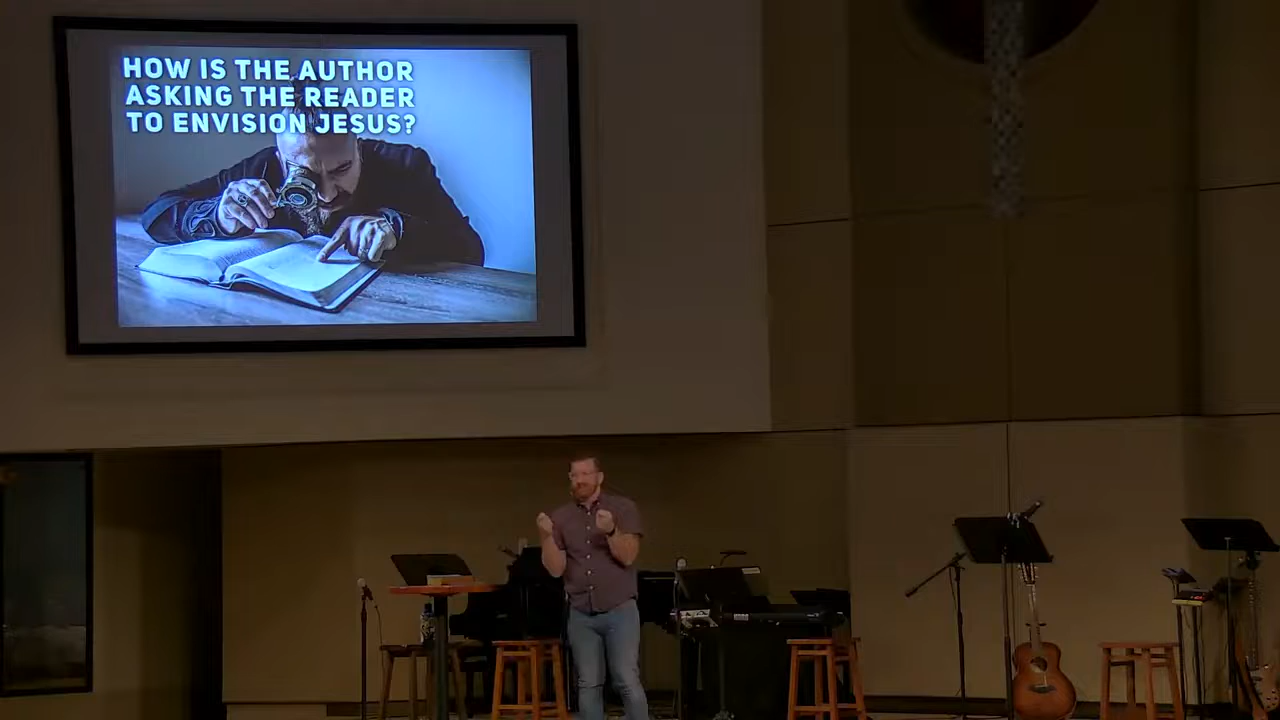 HOW IS THE AUTHOR
ASKING THE READER
TO ENVISION JESUS?